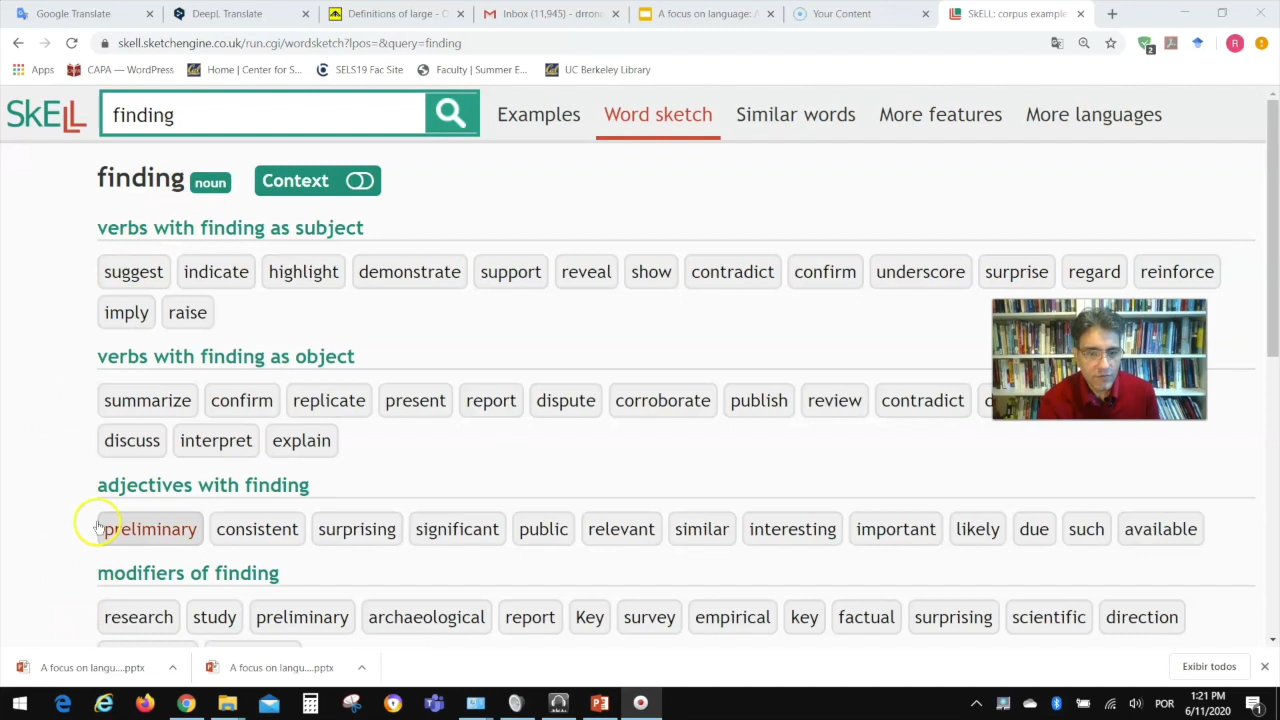 Google Translate
DeepL Translate
Definitions of large - O
Inbox (11,945) - drrone
A focus on language: A
Your Content
SkELL: corpus example
skell.sketchengine.co.uk/run.cgi/wordsketch?lpos=&query=finding
2
R
Apps
CAPA — WordPress
Home | Center for S...
SELS19 Fac Site
Faculty | Summer E...
UC Berkeley Library
SkELL
finding
Examples
Word sketch
Similar words
More features
More languages
finding noun
Context
verbs with finding as subject
suggest indicate highlight demonstrate support reveal show contradict confirm underscore surprise regard reinforce
imply raise
verbs with finding as object
summarize confirm replicate present report dispute corroborate publish review contradict
discuss interpret explain
adjectives with finding
preliminary consistent surprising significant public relevant similar interesting important likely due such available
modifiers of finding
research study preliminary archaeological report Key survey empirical key factual surprising scientific direction
A focus on langu....pptx
A focus on langu....pptx
Exibir todos
POR
1:21 PM
6/11/2020
1